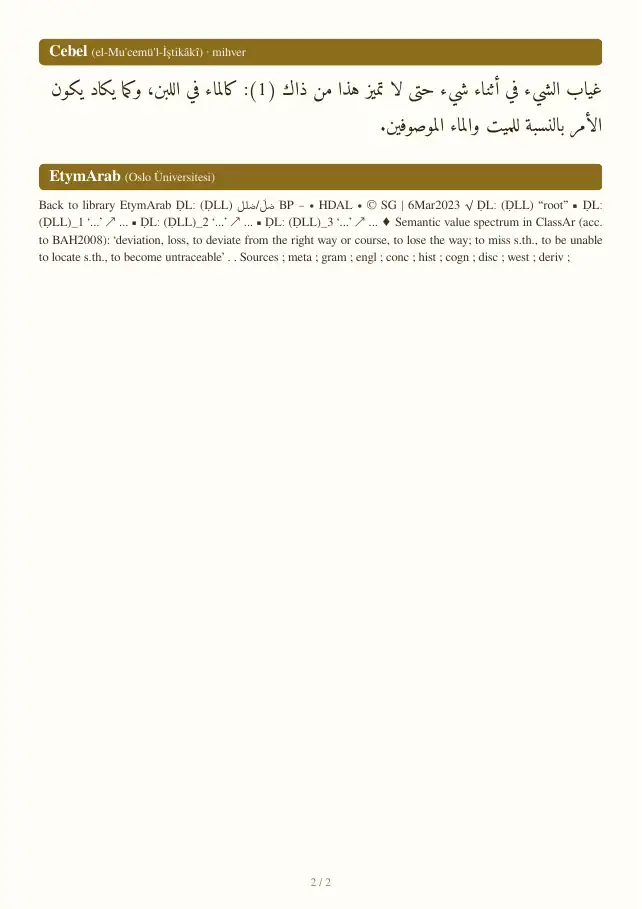 Cebel (el-Mu'cemü'l-İştikâkî) · mihver
غياب الشيء في أثناء شيء حتى لا تميز هذا من ذاك (1): كالماء في اللبن، وكما يكاد يكون
الأمر بالنسبة للميت والماء الموصوفين.
EtymArab (Oslo Üniversitesi)
Back to library EtymArab ḌL: (ḌLL) ضلّ/ضلل BP – • HDAL • © SG | 6Mar2023 √ ḌL: (ḌLL) “root” ▪ ḌL:
(ḌLL)_1 ‘...’ ↗ ... ▪ ḌL: (ḌLL)_2 ‘...’ ↗ ... ▪ ḌL: (ḌLL)_3 ‘...’ ↗ ... ♦ Semantic value spectrum in ClassAr (acc.
to BAH2008): ‘deviation, loss, to deviate from the right way or course, to lose the way; to miss s.th., to be unable
to locate s.th., to become untraceable’ . . Sources ; meta ; gram ; engl ; conc ; hist ; cogn ; disc ; west ; deriv ;
2 / 2